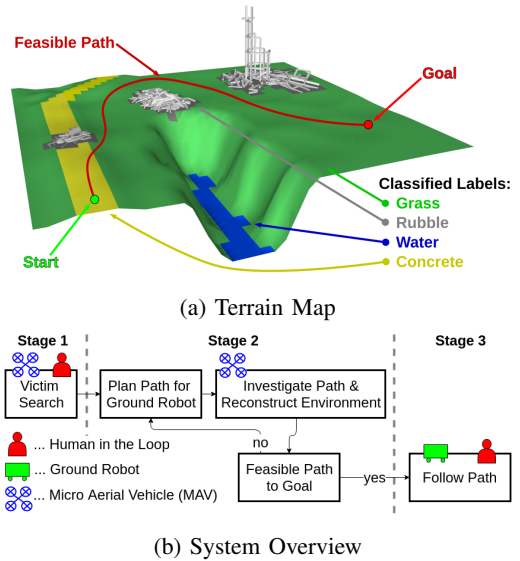 Feasible Path
Goal
Classified Labels:
Grass
Rubble
Water
Concrete
Start
(a) Terrain Map
Stage 1
Stage 2
Stage 3
Victim
Search
Plan Path for
Ground Robot
Investigate Path &
Reconstruct Environment
... Human in the Loop
... Ground Robot
... Micro Aerial Vehicle (MAV)
no
Feasible Path
to Goal
yes
Follow Path
(b) System Overview